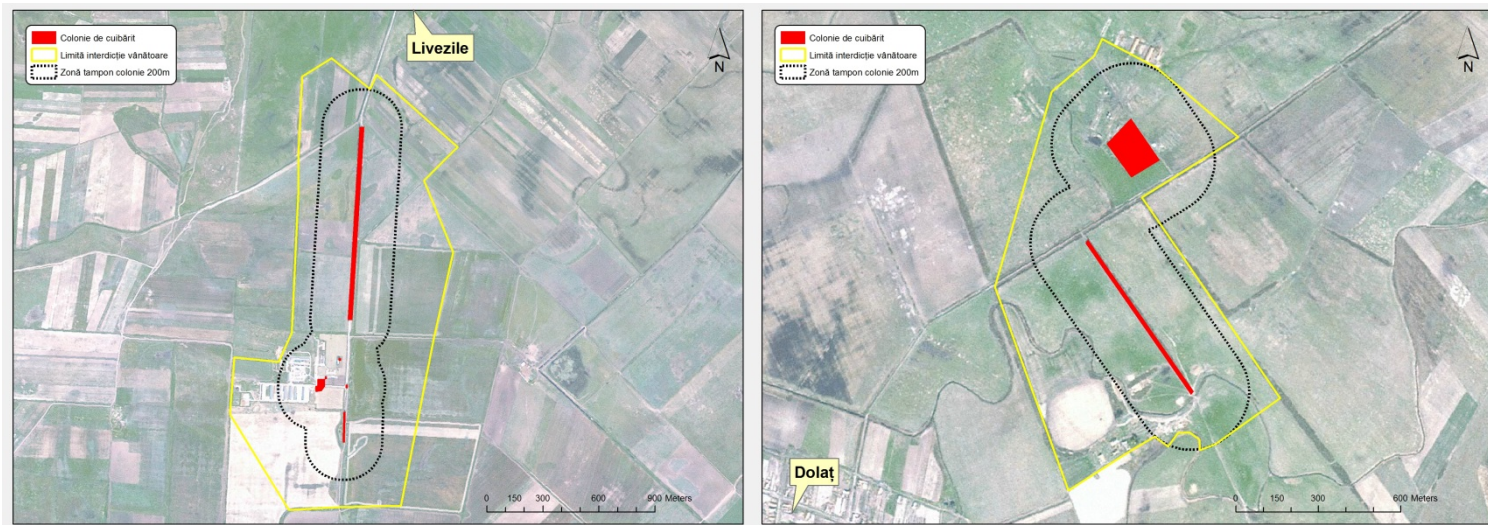 Colonie de cuibărit
Limită interdicție vânătoare
Zonă tampon colonie 200m
Livezile
N
0 150 300 600 900 Meters
Colonie de cuibărit
Limită interdicție vânătoare
Zonă tampon colonie 200m
N
Dolaț
0 150 300 600 Meters